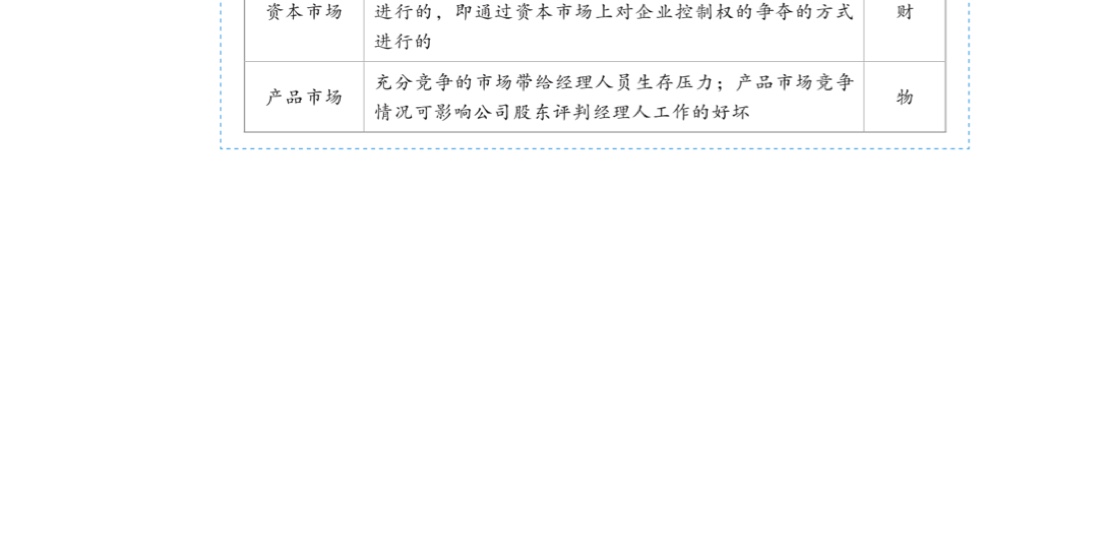 资本市场
进行的，即通过资本市场上对企业控制权的争夺的方式
进行的
财
产品市场
充分竞争的市场带给经理人员生存压力；产品市场竞争
情况可影响公司股东评判经理人工作的好坏
物